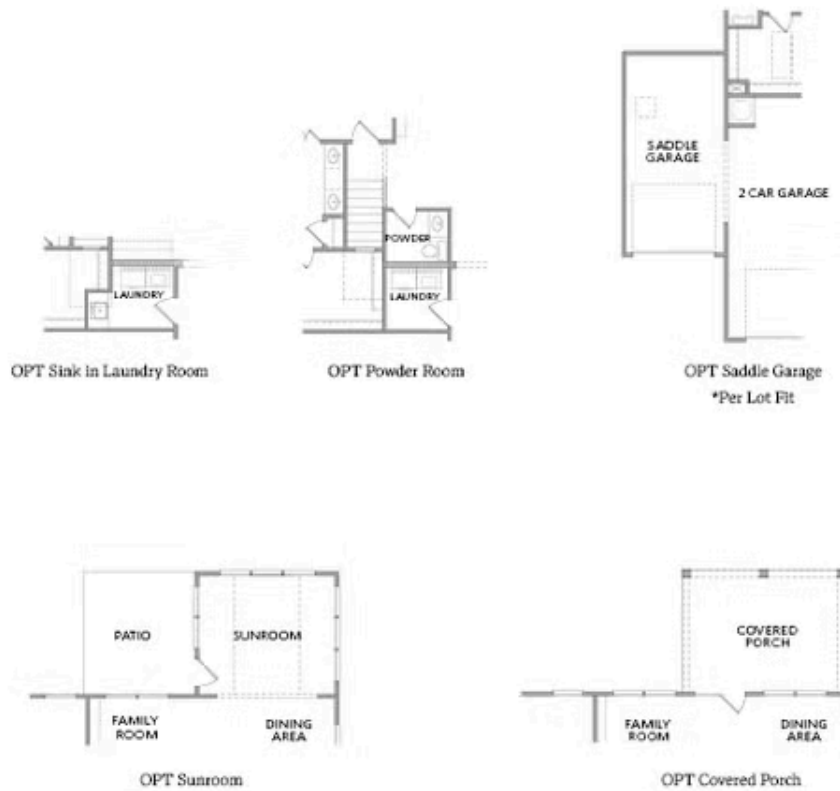 LAUNDRY
OPT Sink in Laundry Room
POWDER
LAUNDRY
OPT Powder Room
SADDLE
GARAGE
2 CAR GARAGE
OPT Saddle Garage
*Per Lot Fit
PATIO
SUNROOM
FAMILY
ROOM
DINING
AREA
OPT Sunroom
COVERED
PORCH
FAMILY
ROOM
DINING
AREA
OPT Covered Porch